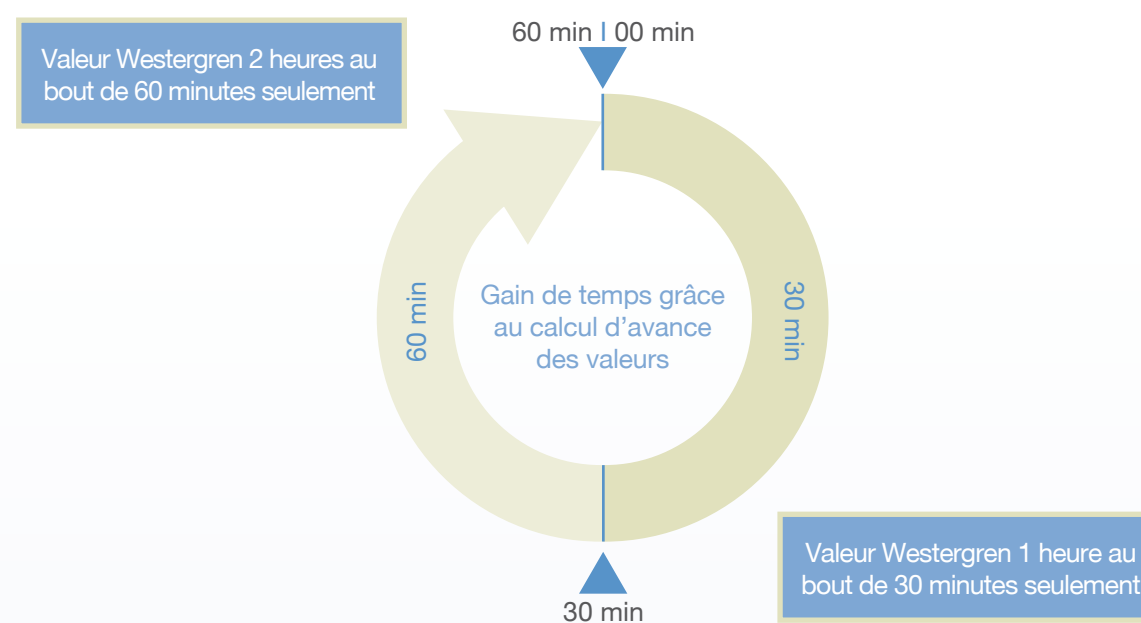 60 min | 00 min
Valeur Westergren 2 heures au
bout de 60 minutes seulement
60 min
Gain de temps grâce
au calcul d’avance
des valeurs
30 min
Valeur Westergren 1 heure au
bout de 30 minutes seulement
30 min